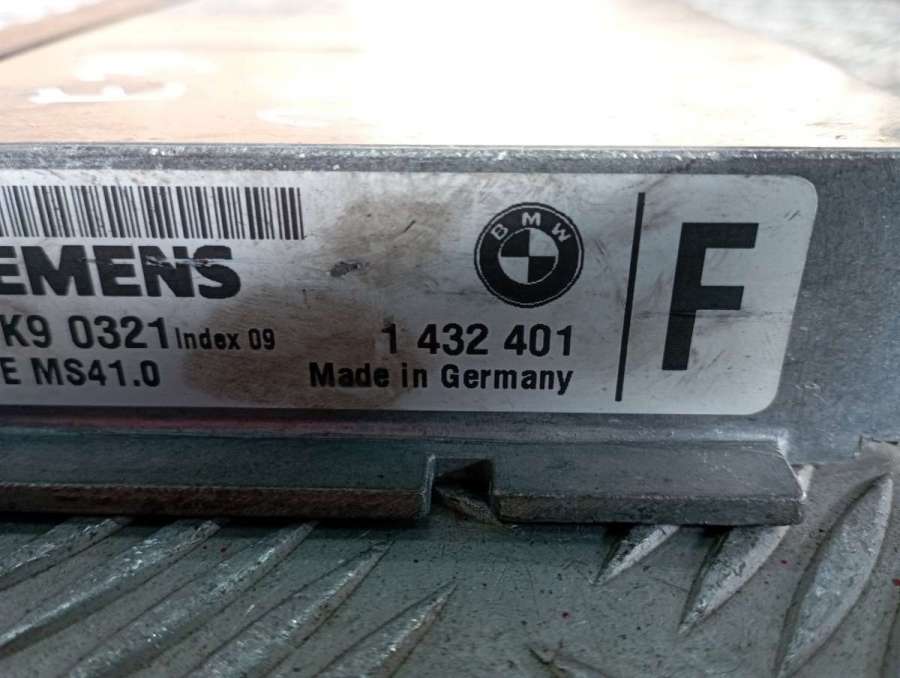 EMENS
BMW
F
K9 0321 Index 09
1 432 401
E MS41.0
Made in Germany